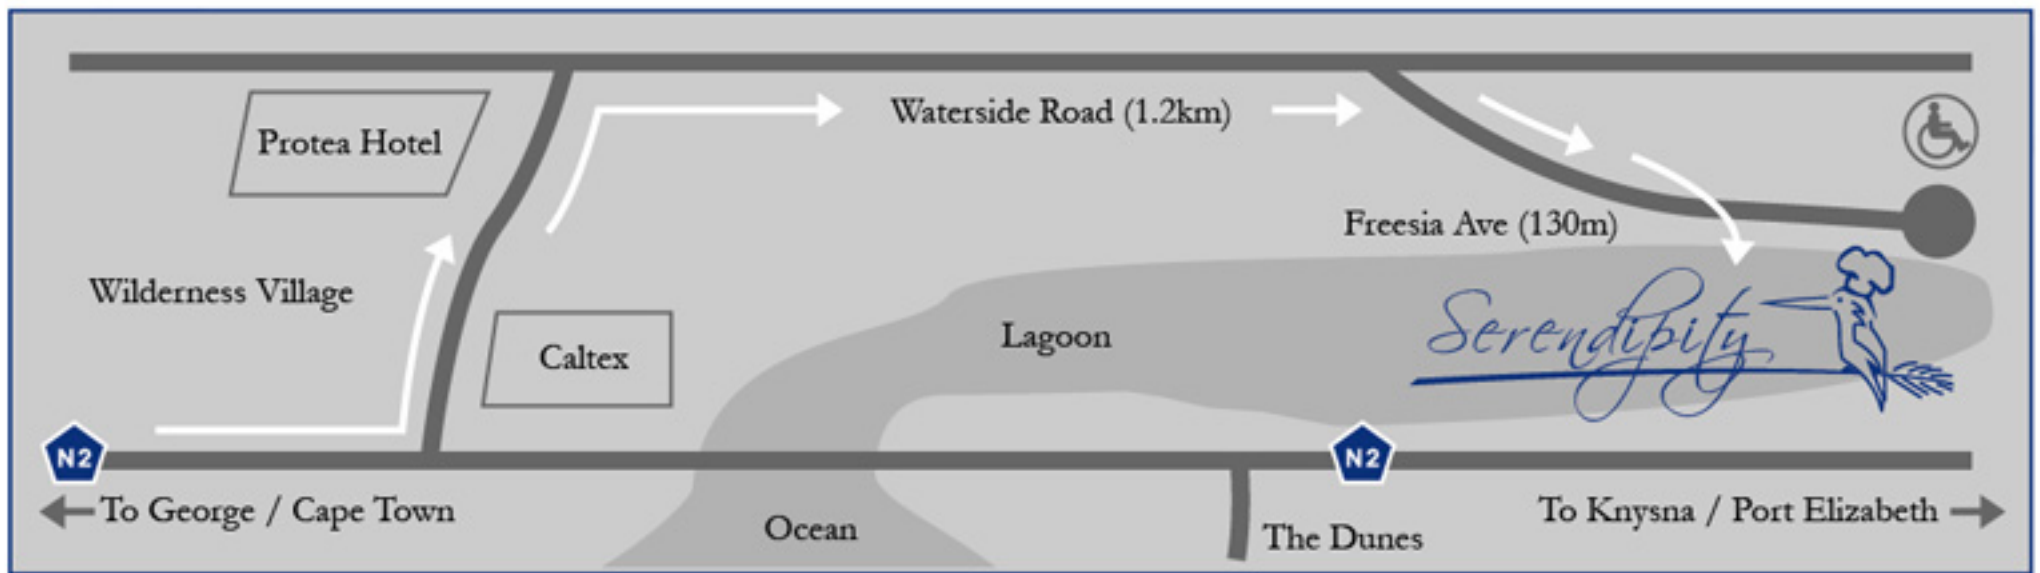 Protea Hotel
Waterside Road (1.2km)
Freesia Ave (130m)
Wilderness Village
Caltex
Lagoon
Serendipity
N2
N2
To George / Cape Town
Ocean
The Dunes
To Knysna / Port Elizabeth